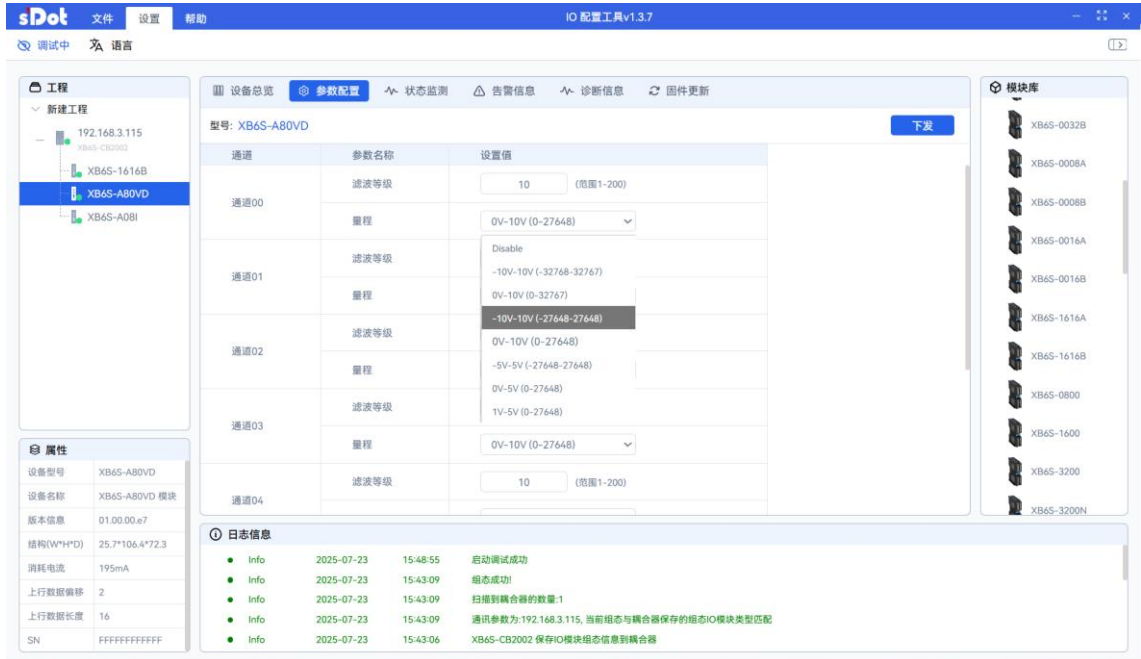 sDot 文件 设置 帮助 IO 配置工具v1.3.7
调试中 语言
工程
新建工程
192.168.3.115
XB6S-CB2002
XB6S-1616B
XB6S-A80VD
XB6S-A08I
设备总览 参数配置 状态监测 告警信息 诊断信息 固件更新
型号: XB6S-A80VD 下发
通道 参数名称 设置值
通道00
滤波等级 10 (范围1-200)
量程 0V-10V (0-27648)
Disable
-10V-10V (-32768-32767)
0V-10V (0-32767)
-10V-10V (-27648-27648)
0V-10V (0-27648)
-5V-5V (-27648-27648)
0V-5V (0-27648)
1V-5V (0-27648)
通道01
滤波等级
量程
通道02
滤波等级
量程
通道03
滤波等级
量程 0V-10V (0-27648)
通道04
滤波等级 10 (范围1-200)
模块库
XB6S-0032B
XB6S-0008A
XB6S-0008B
XB6S-0016A
XB6S-0016B
XB6S-1616A
XB6S-1616B
XB6S-0800
XB6S-1600
XB6S-3200
XB6S-3200N
属性
设备型号 XB6S-A80VD
设备名称 XB6S-A80VD 模块
版本信息 01.00.00.e7
结构(W*H*D) 25.7*106.4*72.3
消耗电流 195mA
上行数据偏移 2
上行数据长度 16
SN FFFFFFFFFFFF
日志信息
Info 2025-07-23 15:48:55 启动调试成功
Info 2025-07-23 15:43:09 组态成功!
Info 2025-07-23 15:43:09 扫描到耦合器的数量:1
Info 2025-07-23 15:43:09 通讯参数为:192.168.3.115, 当前组态与耦合器保存的组态IO模块类型匹配
Info 2025-07-23 15:43:06 XB6S-CB2002 保存IO模块组态信息到耦合器